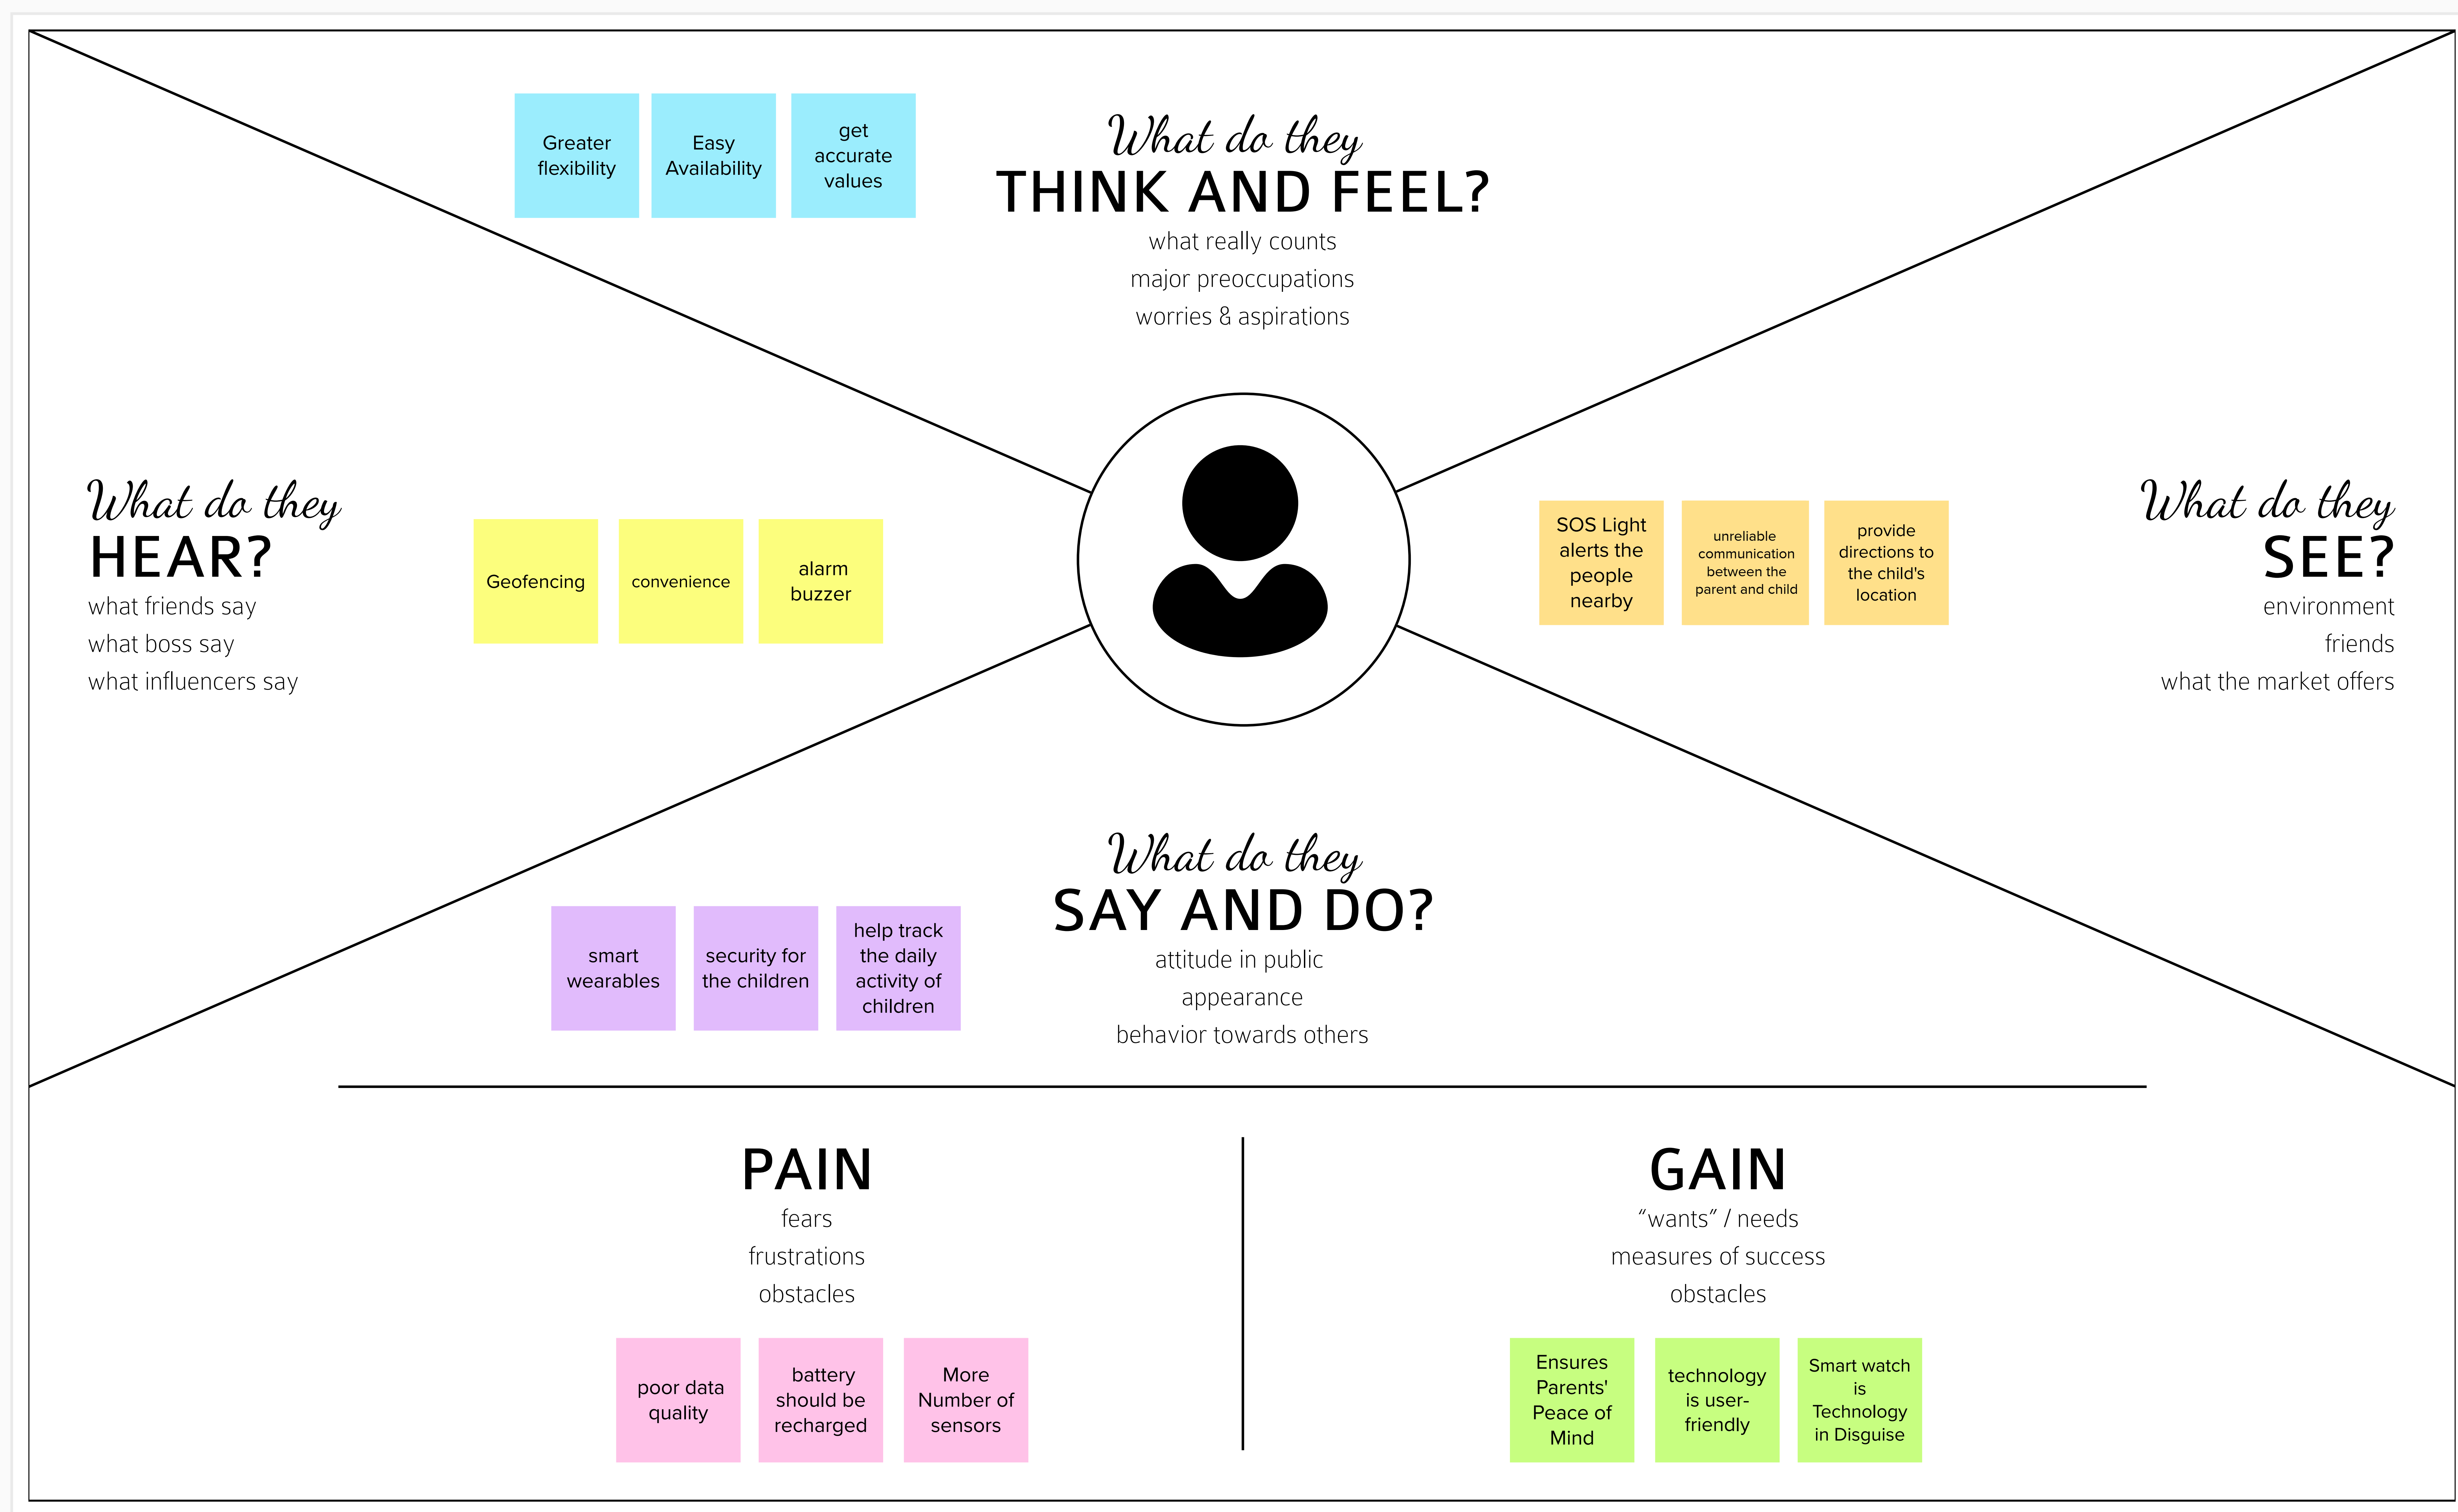 Greater
flexibility
Easy
Availability
get
accurate
values
What do they
THINK AND FEEL?
what really counts
major preoccupations
worries & aspirations
What do they
HEAR?
what friends say
what boss say
what influencers say
Geofencing
convenience
alarm
buzzer
SOS Light
alerts the
people
nearby
unreliable
communication
between the
parent and child
provide
directions to
the child's
location
What do they
SEE?
environment
friends
what the market offers
What do they
SAY AND DO?
attitude in public
appearance
behavior towards others
smart
wearables
security for
the children
help track
the daily
activity of
children
PAIN
fears
frustrations
obstacles
poor data
quality
battery
should be
recharged
More
Number of
sensors
GAIN
“wants” / needs
measures of success
obstacles
Ensures
Parents'
Peace of
Mind
technology
is user-
friendly
Smart watch
is
Technology
in Disguise